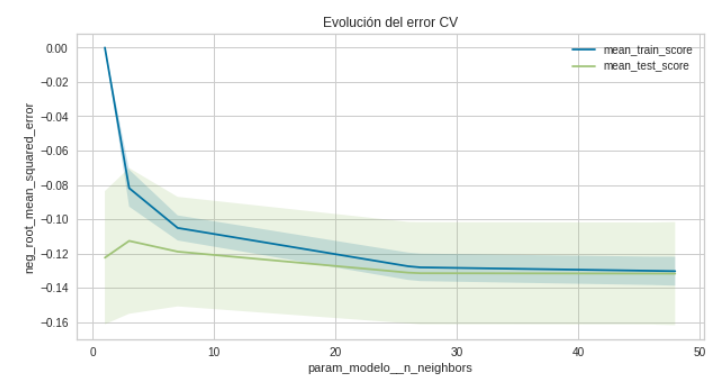 Evolución del error CV
mean_train_score
mean_test_score
0.00
−0.02
−0.04
−0.06
−0.08
−0.10
−0.12
−0.14
−0.16
neg_root_mean_squared_error
0 10 20 30 40 50
param_modelo__n_neighbors